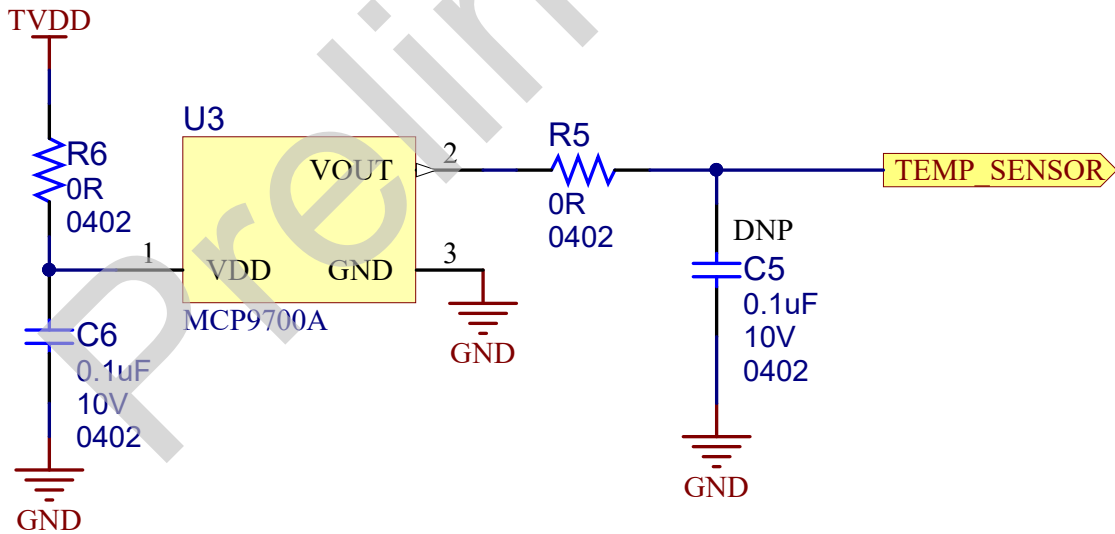 TVDD
R6
0R
0402
U3
VOUT
2
1
VDD
GND
3
MCP9700A
GND
C6
0.1uF
10V
0402
GND
R5
0R
0402
TEMP_SENSOR
DNP
C5
0.1uF
10V
0402
GND
Prelim